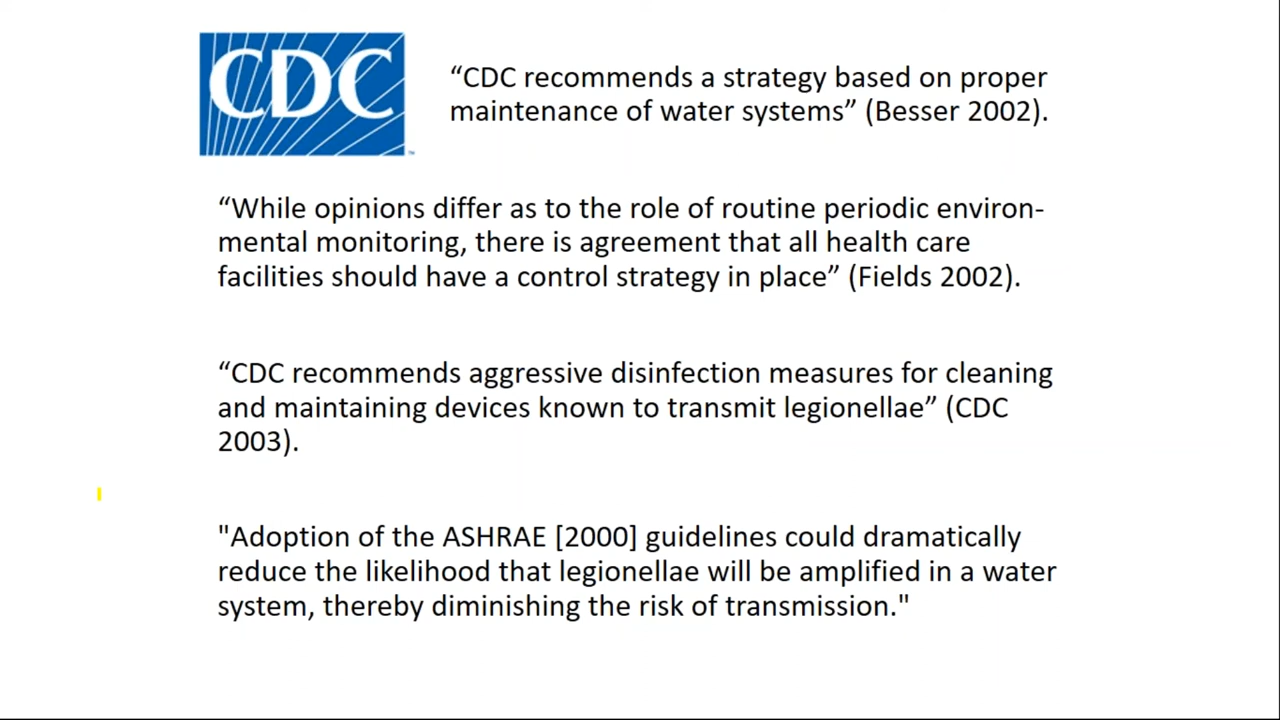 CDC
“CDC recommends a strategy based on proper
maintenance of water systems” (Besser 2002).
“While opinions differ as to the role of routine periodic environ-
mental monitoring, there is agreement that all health care
facilities should have a control strategy in place” (Fields 2002).
“CDC recommends aggressive disinfection measures for cleaning
and maintaining devices known to transmit legionellae” (CDC
2003).
"Adoption of the ASHRAE [2000] guidelines could dramatically
reduce the likelihood that legionellae will be amplified in a water
system, thereby diminishing the risk of transmission."